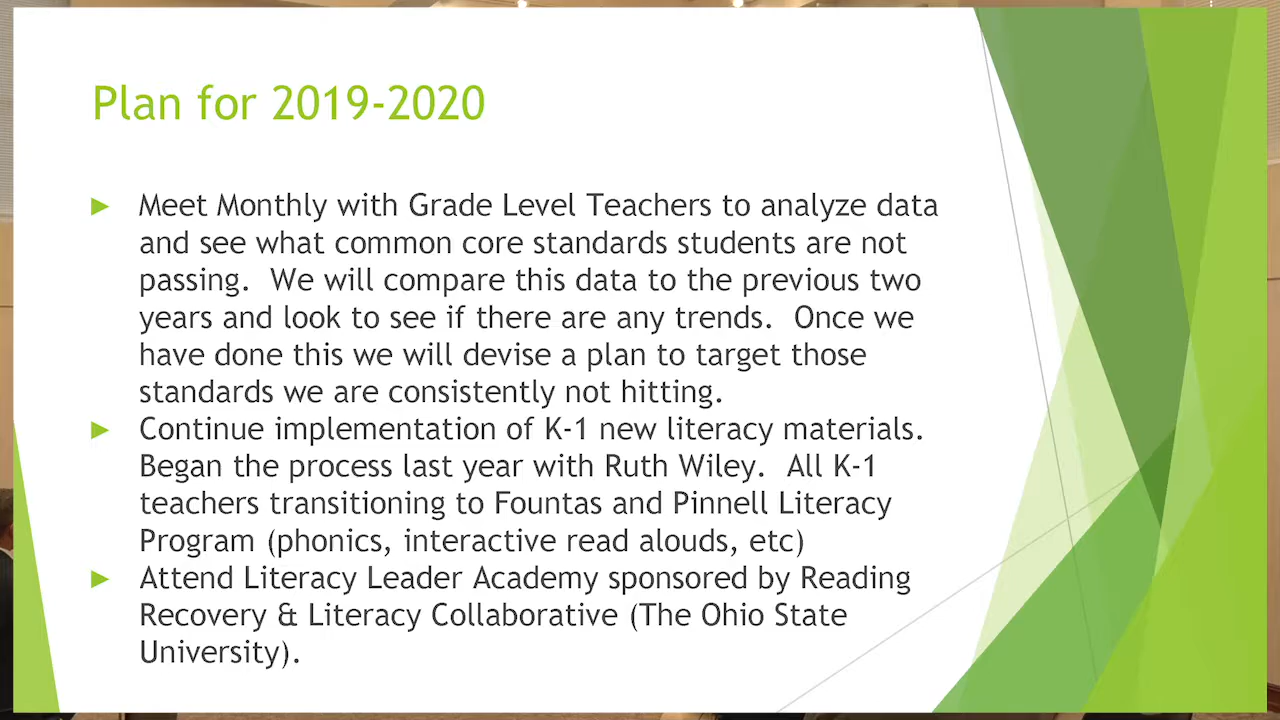 Plan for 2019-2020
Meet Monthly with Grade Level Teachers to analyze data
and see what common core standards students are not
passing.  We will compare this data to the previous two
years and look to see if there are any trends.  Once we
have done this we will devise a plan to target those
standards we are consistently not hitting.
Continue implementation of K-1 new literacy materials.
Began the process last year with Ruth Wiley.  All K-1
teachers transitioning to Fountas and Pinnell Literacy
Program (phonics, interactive read alouds, etc)
Attend Literacy Leader Academy sponsored by Reading
Recovery & Literacy Collaborative (The Ohio State
University).